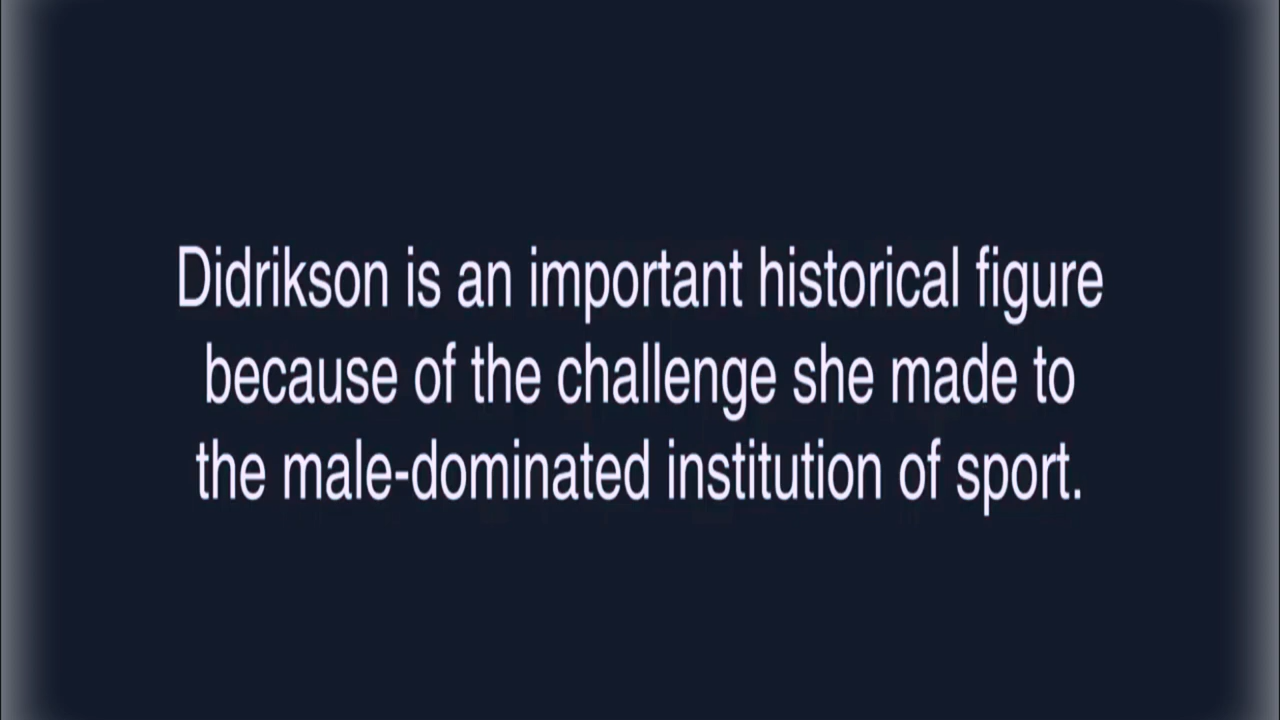 Didrikson is an important historical figure
because of the challenge she made to
the male-dominated institution of sport.